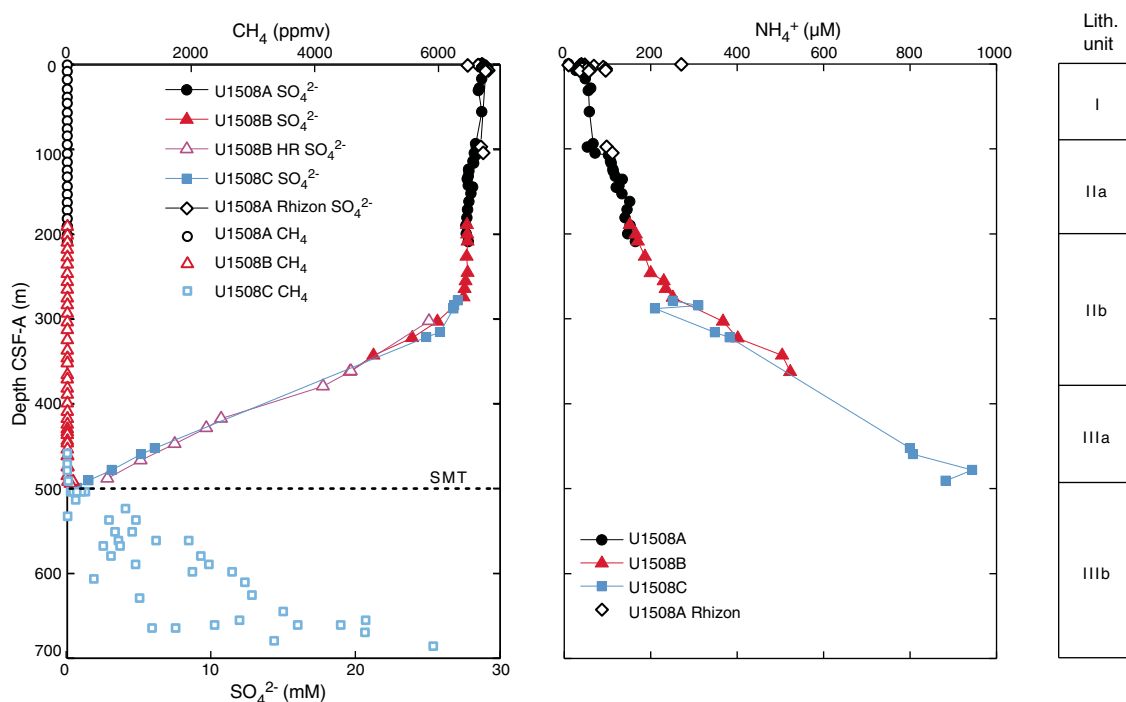 CH₄ (ppmv)
0 2000 4000 6000
NH₄⁺ (µM)
0 200 400 600 800 1000
Lith.
unit
Depth CSF-A (m)
0
100
200
300
400
500
600
700
U1508A SO₄²⁻
U1508B SO₄²⁻
U1508B HR SO₄²⁻
U1508C SO₄²⁻
U1508A Rhizon SO₄²⁻
U1508A CH₄
U1508B CH₄
U1508C CH₄
SMT
0 10 20 30
SO₄²⁻ (mM)
U1508A
U1508B
U1508C
U1508A Rhizon
I
IIa
IIb
IIIa
IIIb